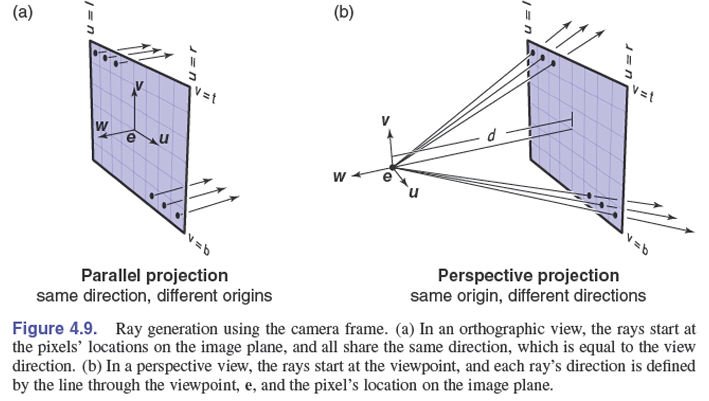 (a)
u = l
u = r
v = t
v
w
e
u
v = b
Parallel projection
same direction, different origins
(b)
u = l
u = r
v = t
v
d
w
e
u
v = b
Perspective projection
same origin, different directions
Figure 4.9. Ray generation using the camera frame. (a) In an orthographic view, the rays start at
the pixels' locations on the image plane, and all share the same direction, which is equal to the view
direction. (b) In a perspective view, the rays start at the viewpoint, and each ray's direction is defined
by the line through the viewpoint, e, and the pixel's location on the image plane.